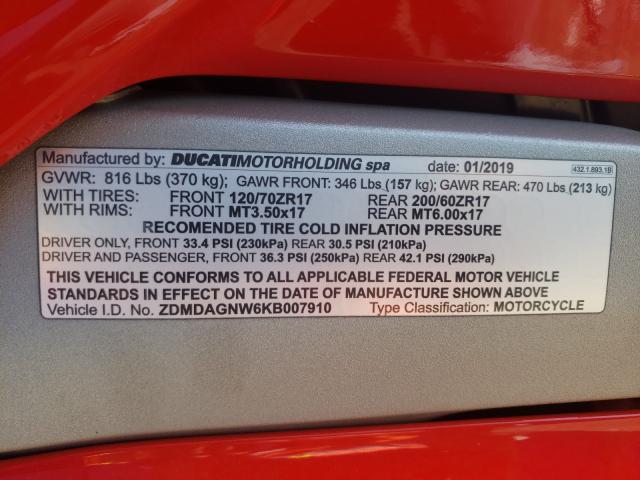 Manufactured by: DUCATIMOTORHOLDING spa date: 01/2019 432.1.893.1B
GVWR: 816 Lbs (370 kg); GAWR FRONT: 346 Lbs (157 kg); GAWR REAR: 470 Lbs (213 kg)
WITH TIRES: FRONT 120/70ZR17 REAR 200/60ZR17
WITH RIMS: FRONT MT3.50x17 REAR MT6.00x17
RECOMENDED TIRE COLD INFLATION PRESSURE
DRIVER ONLY, FRONT 33.4 PSI (230kPa) REAR 30.5 PSI (210kPa)
DRIVER AND PASSENGER, FRONT 36.3 PSI (250kPa) REAR 42.1 PSI (290kPa)
THIS VEHICLE CONFORMS TO ALL APPLICABLE FEDERAL MOTOR VEHICLE
STANDARDS IN EFFECT ON THE DATE OF MANUFACTURE SHOWN ABOVE
Vehicle I.D. No. ZDMDAGNW6KB007910 Type Classification: MOTORCYCLE